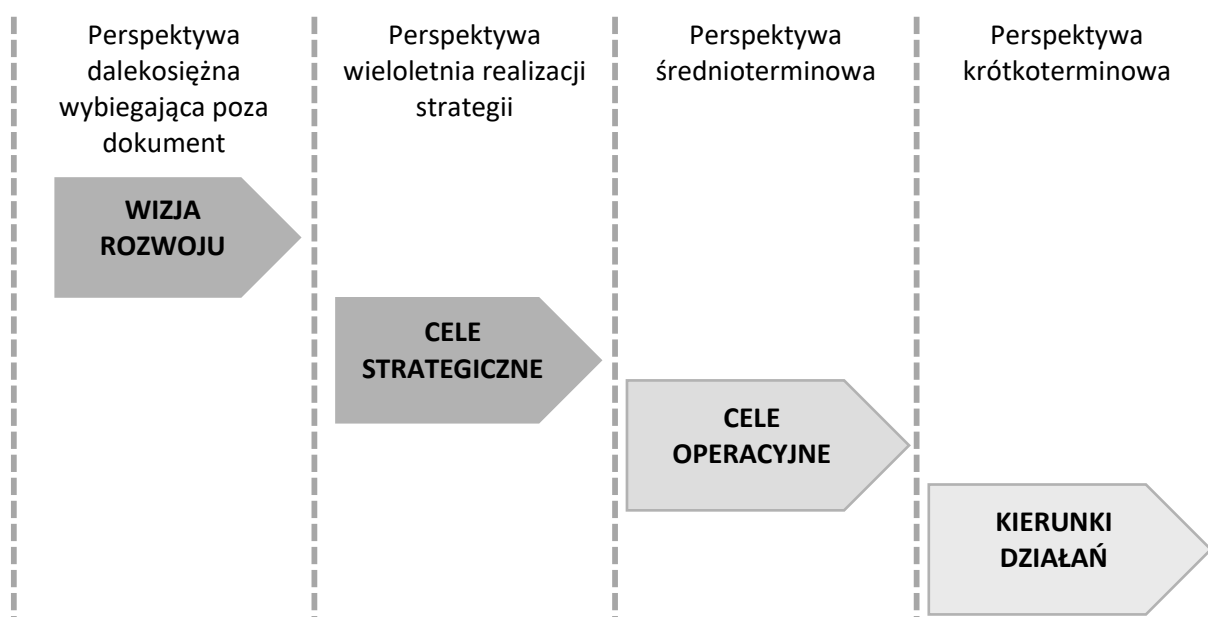 Perspektywa
dalekosiężna
wybiegająca poza
dokument
Perspektywa
wieloletnia realizacji
strategii
Perspektywa
średnioterminowa
Perspektywa
krótkoterminowa
WIZJA
ROZWOJU
CELE
STRATEGICZNE
CELE
OPERACYJNE
KIERUNKI
DZIAŁAŃ